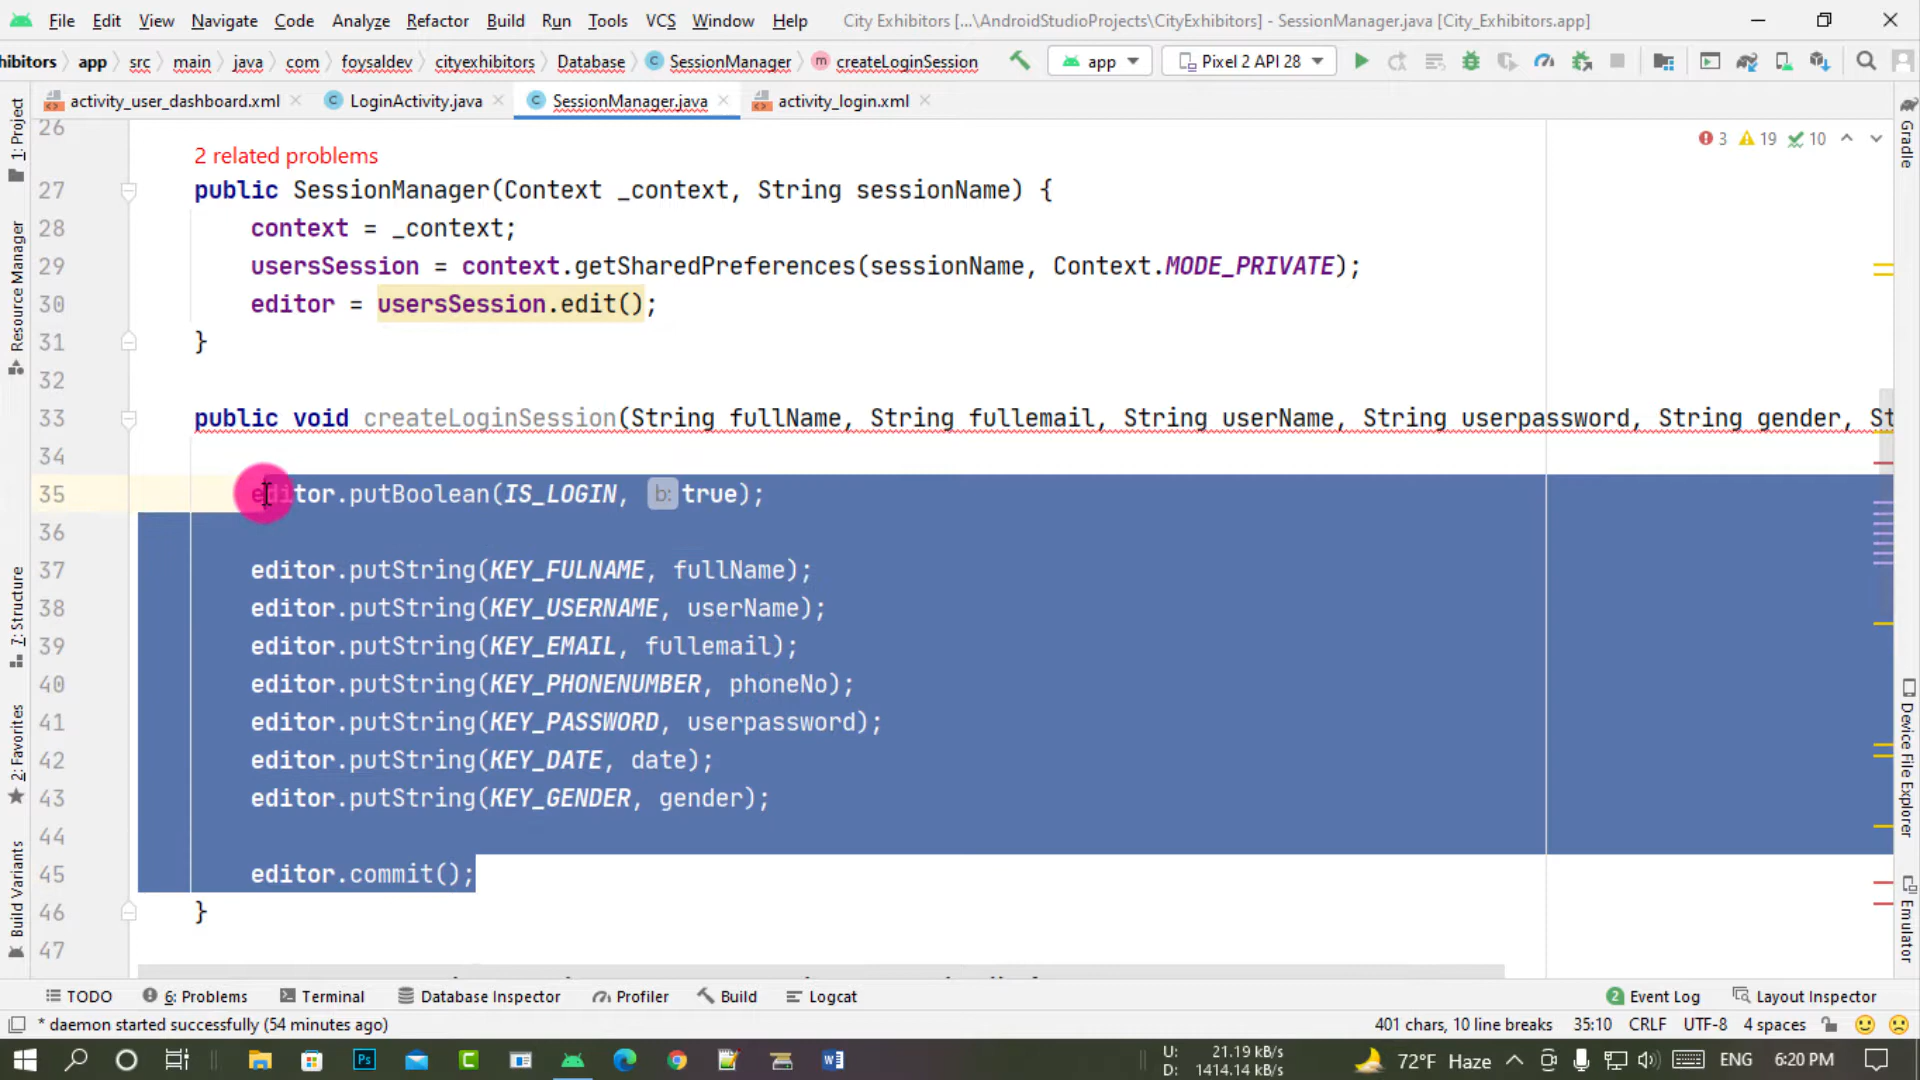 File Edit View Navigate Code Analyze Refactor Build Run Tools VCS Window Help City Exhibitors [...\AndroidStudioProjects\CityExhibitors] - SessionManager.java [City_Exhibitors.app]
hibitors app src main java com foysaldev cityexhibitors Database C SessionManager m createLoginSession app Pixel 2 API 28
activity_user_dashboard.xml C LoginActivity.java C SessionManager.java activity_login.xml
26
3 19 10
2 related problems
27 public SessionManager(Context _context, String sessionName) {
28 context = _context;
29 usersSession = context.getSharedPreferences(sessionName, Context.MODE_PRIVATE);
30 editor = usersSession.edit();
31 }
32
33 public void createLoginSession(String fullName, String fullemail, String userName, String userpassword, String gender, St
34
35 editor.putBoolean(IS_LOGIN, b: true);
36
37 editor.putString(KEY_FULNAME, fullName);
38 editor.putString(KEY_USERNAME, userName);
39 editor.putString(KEY_EMAIL, fullemail);
40 editor.putString(KEY_PHONENUMBER, phoneNo);
41 editor.putString(KEY_PASSWORD, userpassword);
42 editor.putString(KEY_DATE, date);
43 editor.putString(KEY_GENDER, gender);
44
45 editor.commit();
46 }
47
1: Project
Resource Manager
7: Structure
2: Favorites
Build Variants
Gradle
Device File Explorer
Emulator
TODO 6: Problems Terminal Database Inspector Profiler Build Logcat 2 Event Log Layout Inspector
* daemon started successfully (54 minutes ago) 401 chars, 10 line breaks 35:10 CRLF UTF-8 4 spaces
Ps C W U: 21.19 kB/s
D: 1414.14 kB/s
72°F Haze ENG 6:20 PM